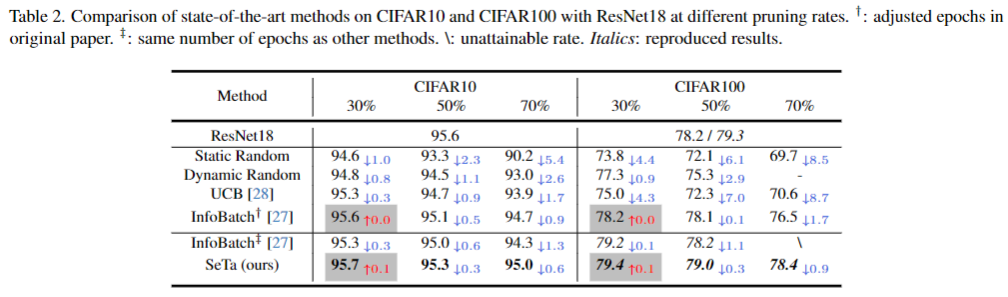 Table 2. Comparison of state-of-the-art methods on CIFAR10 and CIFAR100 with ResNet18 at different pruning rates. †: adjusted epochs in
original paper. ‡: same number of epochs as other methods. \: unattainable rate. Italics: reproduced results.
Method CIFAR10 CIFAR100
30% 50% 70% 30% 50% 70%
ResNet18 95.6 78.2 / 79.3
Static Random 94.6 ↓1.0 93.3 ↓2.3 90.2 ↓5.4 73.8 ↓4.4 72.1 ↓6.1 69.7 ↓8.5
Dynamic Random 94.8 ↓0.8 94.5 ↓1.1 93.0 ↓2.6 77.3 ↓0.9 75.3 ↓2.9 -
UCB [28] 95.3 ↓0.3 94.7 ↓0.9 93.9 ↓1.7 75.0 ↓4.3 72.3 ↓7.0 70.6 ↓8.7
InfoBatch† [27] 95.6 ↑0.0 95.1 ↓0.5 94.7 ↓0.9 78.2 ↑0.0 78.1 ↓0.1 76.5 ↓1.7
InfoBatch‡ [27] 95.3 ↓0.3 95.0 ↓0.6 94.3 ↓1.3 79.2 ↓0.1 78.2 ↓1.1 \
SeTa (ours) 95.7 ↑0.1 95.3 ↓0.3 95.0 ↓0.6 79.4 ↑0.1 79.0 ↓0.3 78.4 ↓0.9